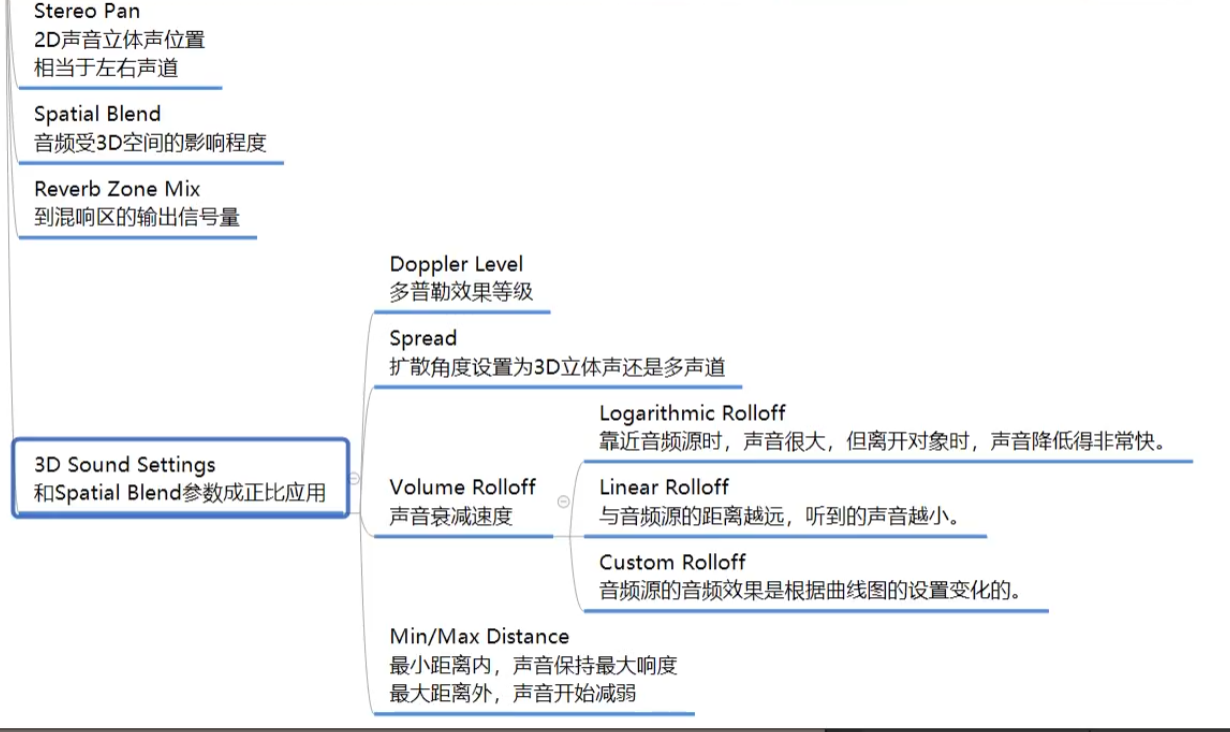 Stereo Pan
2D声音立体声位置
相当于左右声道
Spatial Blend
音频受3D空间的影响程度
Reverb Zone Mix
到混响区的输出信号量
3D Sound Settings
和Spatial Blend参数成正比应用
Doppler Level
多普勒效果等级
Spread
扩散角度设置为3D立体声还是多声道
Volume Rolloff
声音衰减速度
Logarithmic Rolloff
靠近音频源时，声音很大，但离开对象时，声音降低得非常快。
Linear Rolloff
与音频源的距离越远，听到的声音越小。
Custom Rolloff
音频源的音频效果是根据曲线图的设置变化的。
Min/Max Distance
最小距离内，声音保持最大响度
最大距离外，声音开始减弱